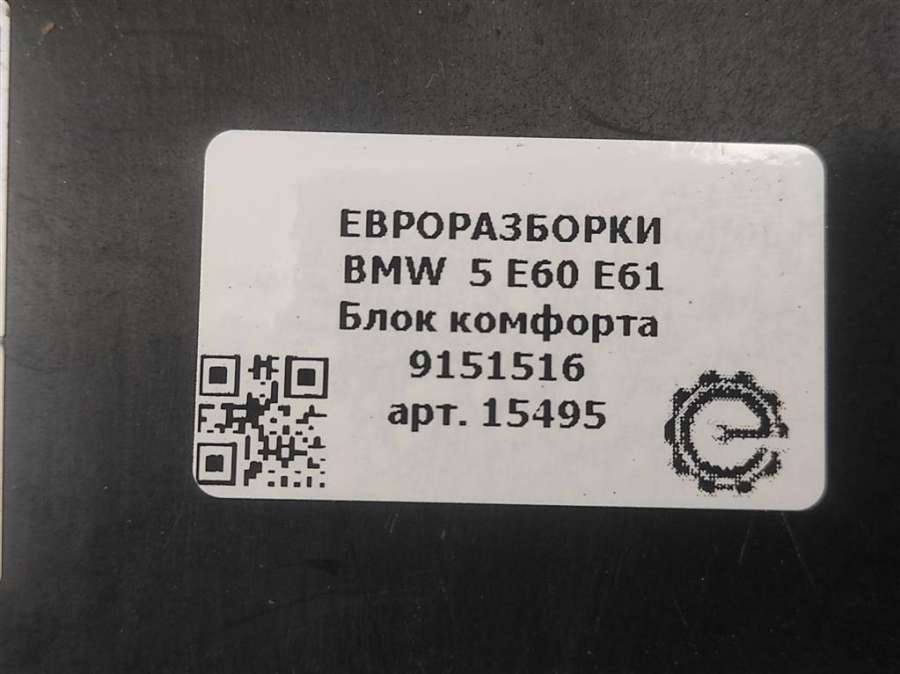 ЕВРОРАЗБОРКИ
BMW 5 E60 E61
Блок комфорта
9151516
арт. 15495